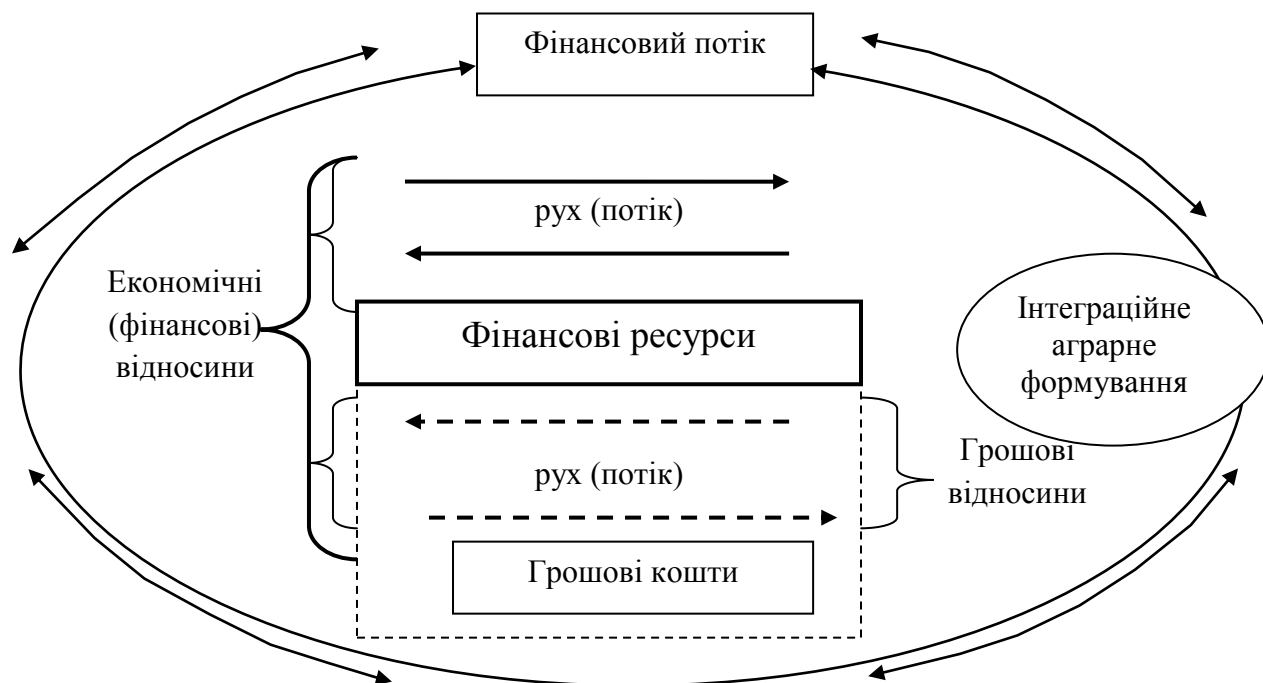 Фінансовий потік
рух (потік)
Економічні
(фінансові)
відносини
Фінансові ресурси
Інтеграційне
аграрне
формування
рух (потік)
Грошові
відносини
Грошові кошти